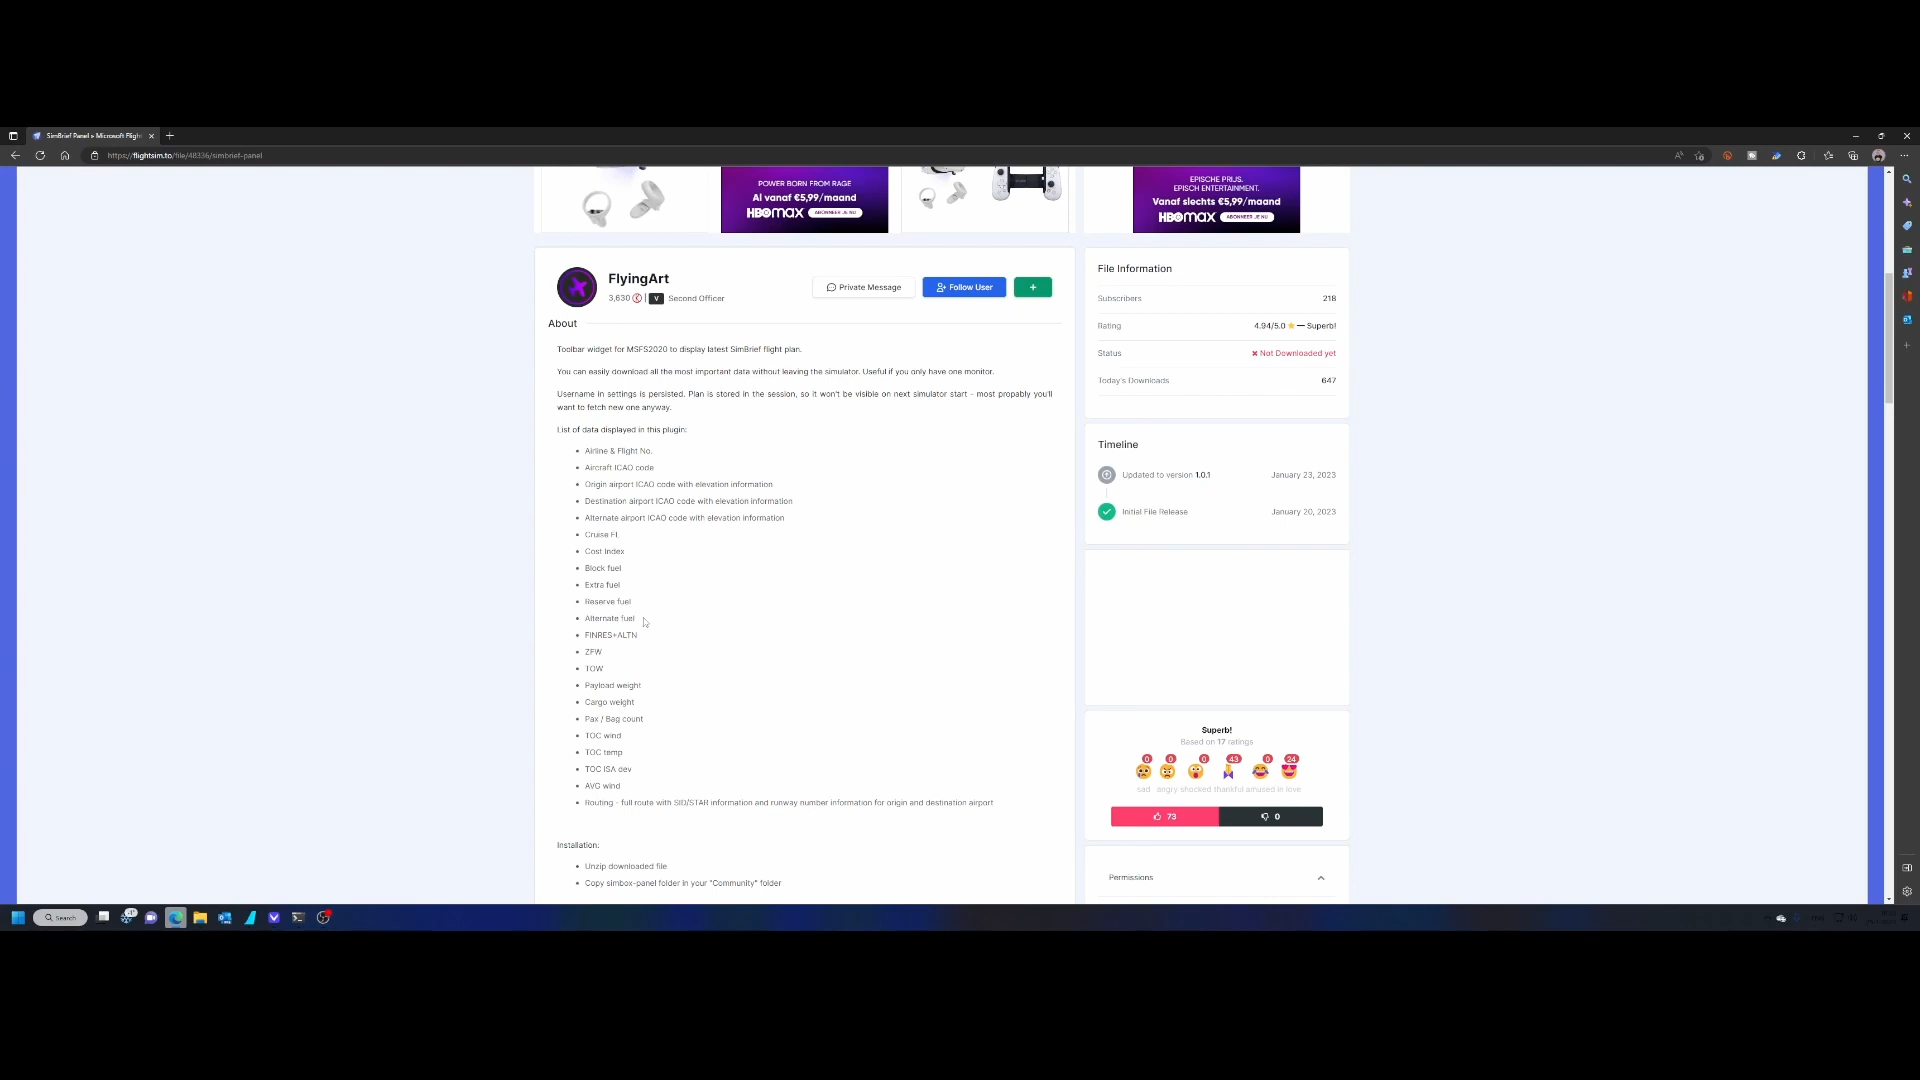 SimBrief Panel » Microsoft Fligh
https://flightsim.to/file/48336/simbrief-panel
POWER BORN FROM RAGE
Al vanaf €5,99/maand
HBOMAX ABONNEER JE NU
EPISCHE PRIJS.
EPISCH ENTERTAINMENT.
Vanaf slechts €5,99/maand
HBOMAX ABONNEER JE NU
FlyingArt
3,630 | V Second Officer
Private Message
Follow User
+
About
Toolbar widget for MSFS2020 to display latest SimBrief flight plan.
You can easily download all the most important data without leaving the simulator. Useful if you only have one monitor.
Username in settings is persisted. Plan is stored in the session, so it won't be visible on next simulator start - most propably you'll
want to fetch new one anyway.
List of data displayed in this plugin:
Airline & Flight No.
Aircraft ICAO code
Origin airport ICAO code with elevation information
Destination airport ICAO code with elevation information
Alternate airport ICAO code with elevation information
Cruise FL
Cost Index
Block fuel
Extra fuel
Reserve fuel
Alternate fuel
FINRES+ALTN
ZFW
TOW
Payload weight
Cargo weight
Pax / Bag count
TOC wind
TOC temp
TOC ISA dev
AVG wind
Routing - full route with SID/STAR information and runway number information for origin and destination airport
Installation:
Unzip downloaded file
Copy simbox-panel folder in your "Community" folder
File Information
Subscribers 218
Rating 4.94/5.0 — Superb!
Status Not Downloaded yet
Today's Downloads 647
Timeline
Updated to version 1.0.1 January 23, 2023
Initial File Release January 20, 2023
Superb!
Based on 17 ratings
0 0 0 43 0 24
sad angry shocked thankful amused in love
73 0
Permissions
Search